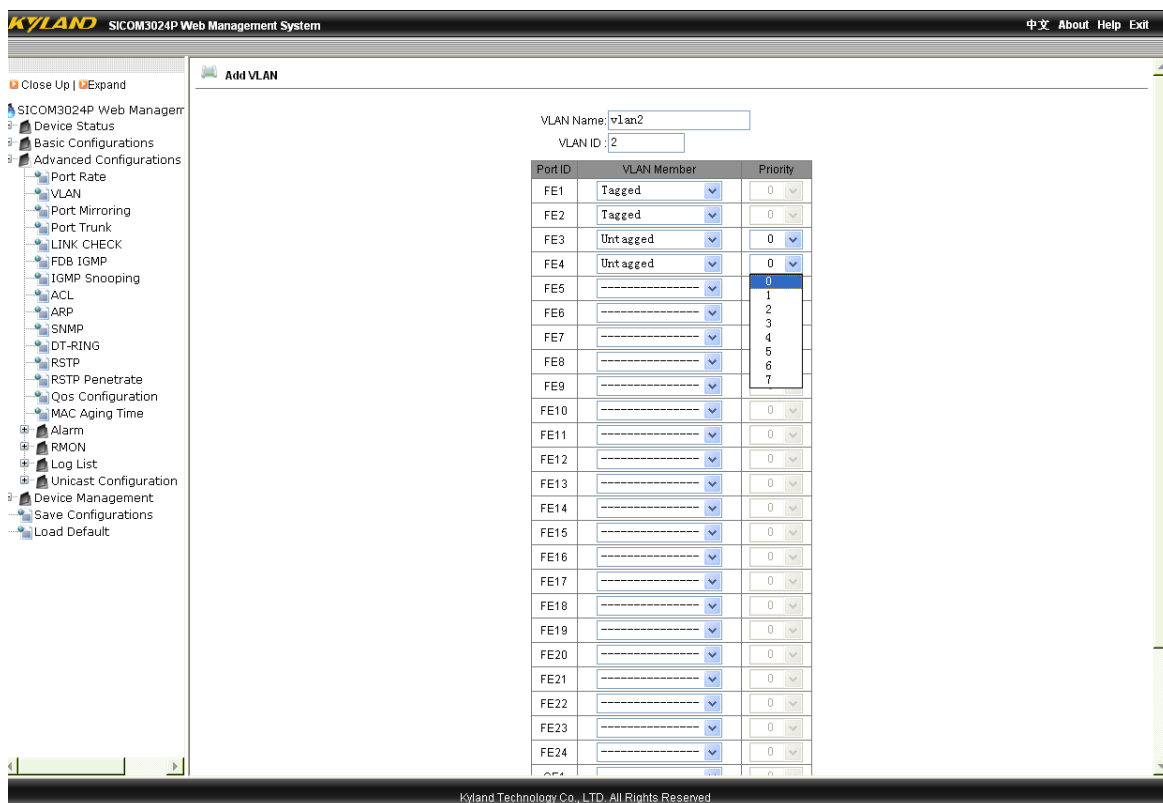 KYLAND SICOM3024P Web Management System
中文 About Help Exit
Close Up | Expand
SICOM3024P Web Managem
Device Status
Basic Configurations
Advanced Configurations
Port Rate
VLAN
Port Mirroring
Port Trunk
LINK CHECK
FDB IGMP
IGMP Snooping
ACL
ARP
SNMP
DT-RING
RSTP
RSTP Penetrate
Qos Configuration
MAC Aging Time
Alarm
RMON
Log List
Unicast Configuration
Device Management
Save Configurations
Load Default
Add VLAN
VLAN Name: vlan2
VLAN ID : 2
Port ID VLAN Member Priority
FE1 Tagged 0
FE2 Tagged 0
FE3 Untagged 0
FE4 Untagged 0
0
1
2
3
4
5
6
7
FE5 ---------------
FE6 ---------------
FE7 ---------------
FE8 ---------------
FE9 ---------------
FE10 --------------- 0
FE11 --------------- 0
FE12 --------------- 0
FE13 --------------- 0
FE14 --------------- 0
FE15 --------------- 0
FE16 --------------- 0
FE17 --------------- 0
FE18 --------------- 0
FE19 --------------- 0
FE20 --------------- 0
FE21 --------------- 0
FE22 --------------- 0
FE23 --------------- 0
FE24 --------------- 0
Kyland Technology Co., LTD. All Rights Reserved